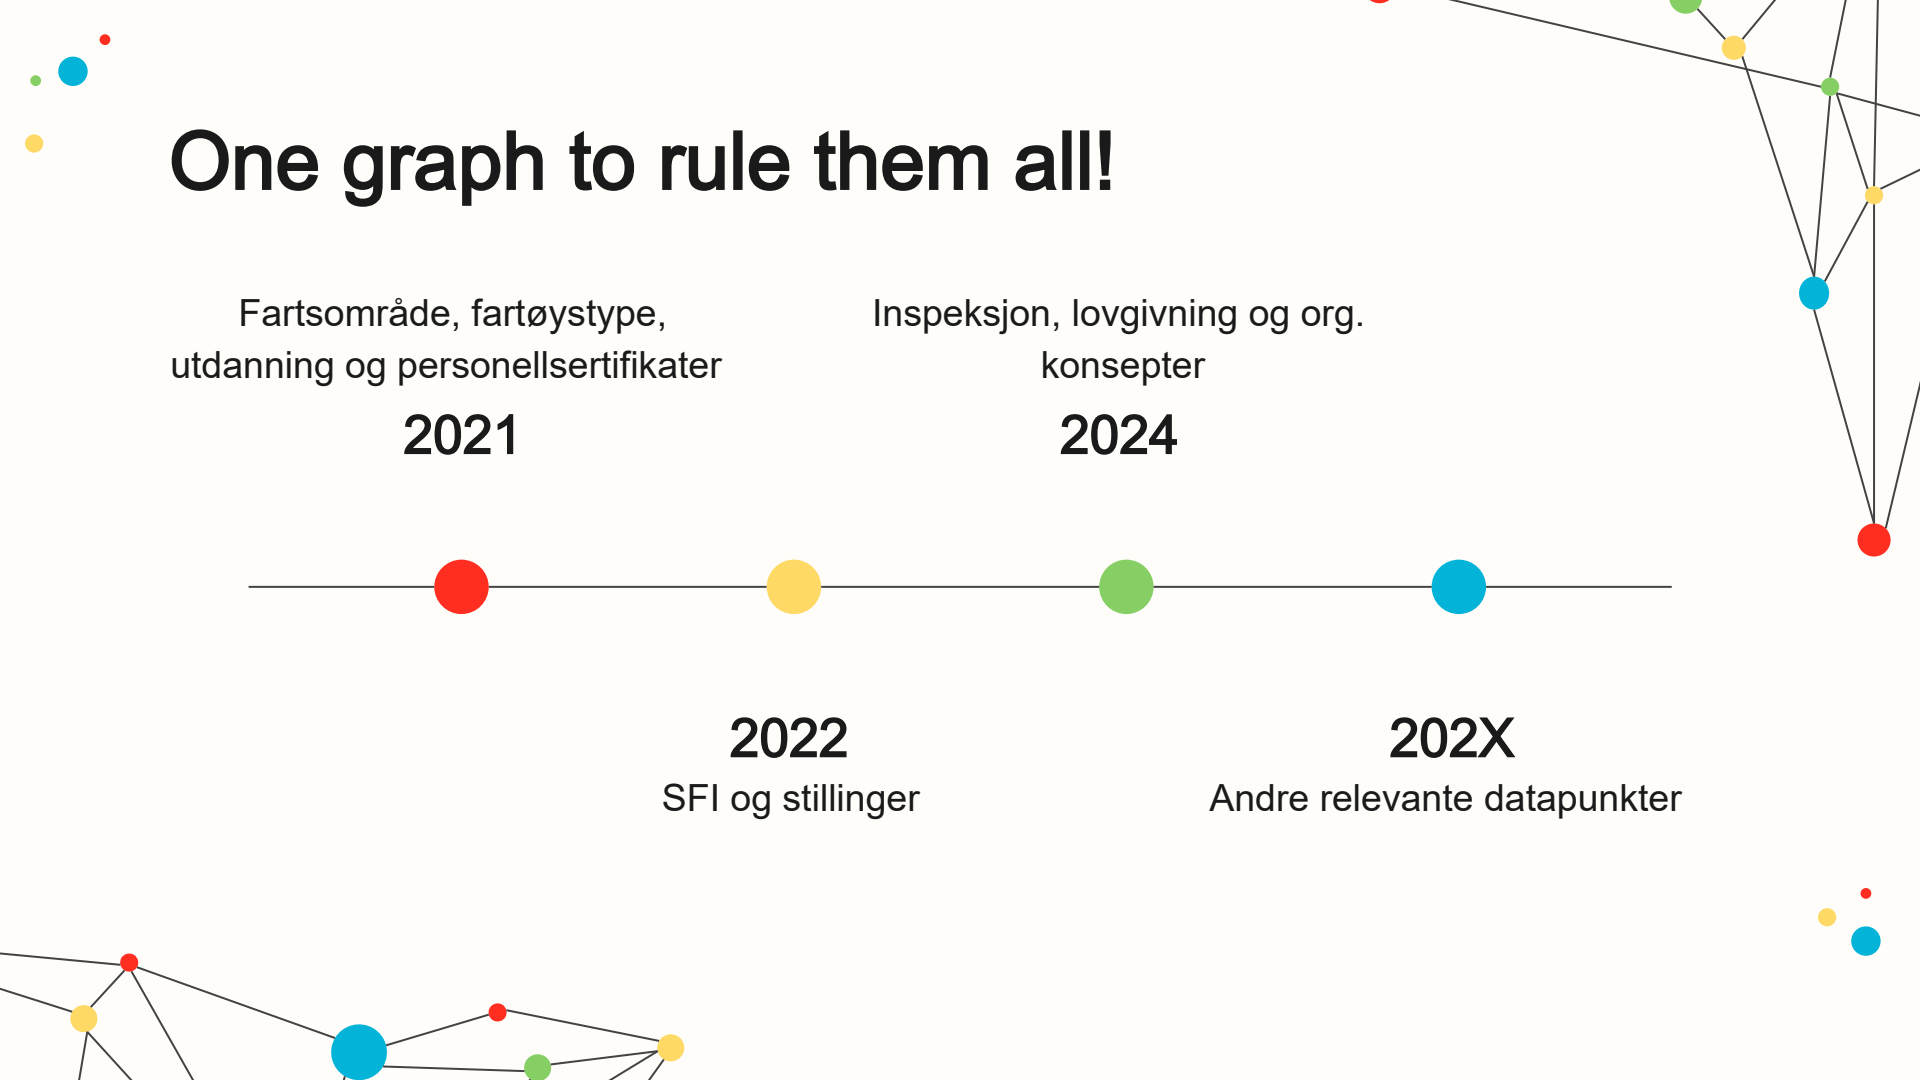 One graph to rule them all!
Fartsområde, fartøystype,
utdanning og personellsertifikater
2021
Inspeksjon, lovgivning og org.
konsepter
2024
2022
SFI og stillinger
202X
Andre relevante datapunkter